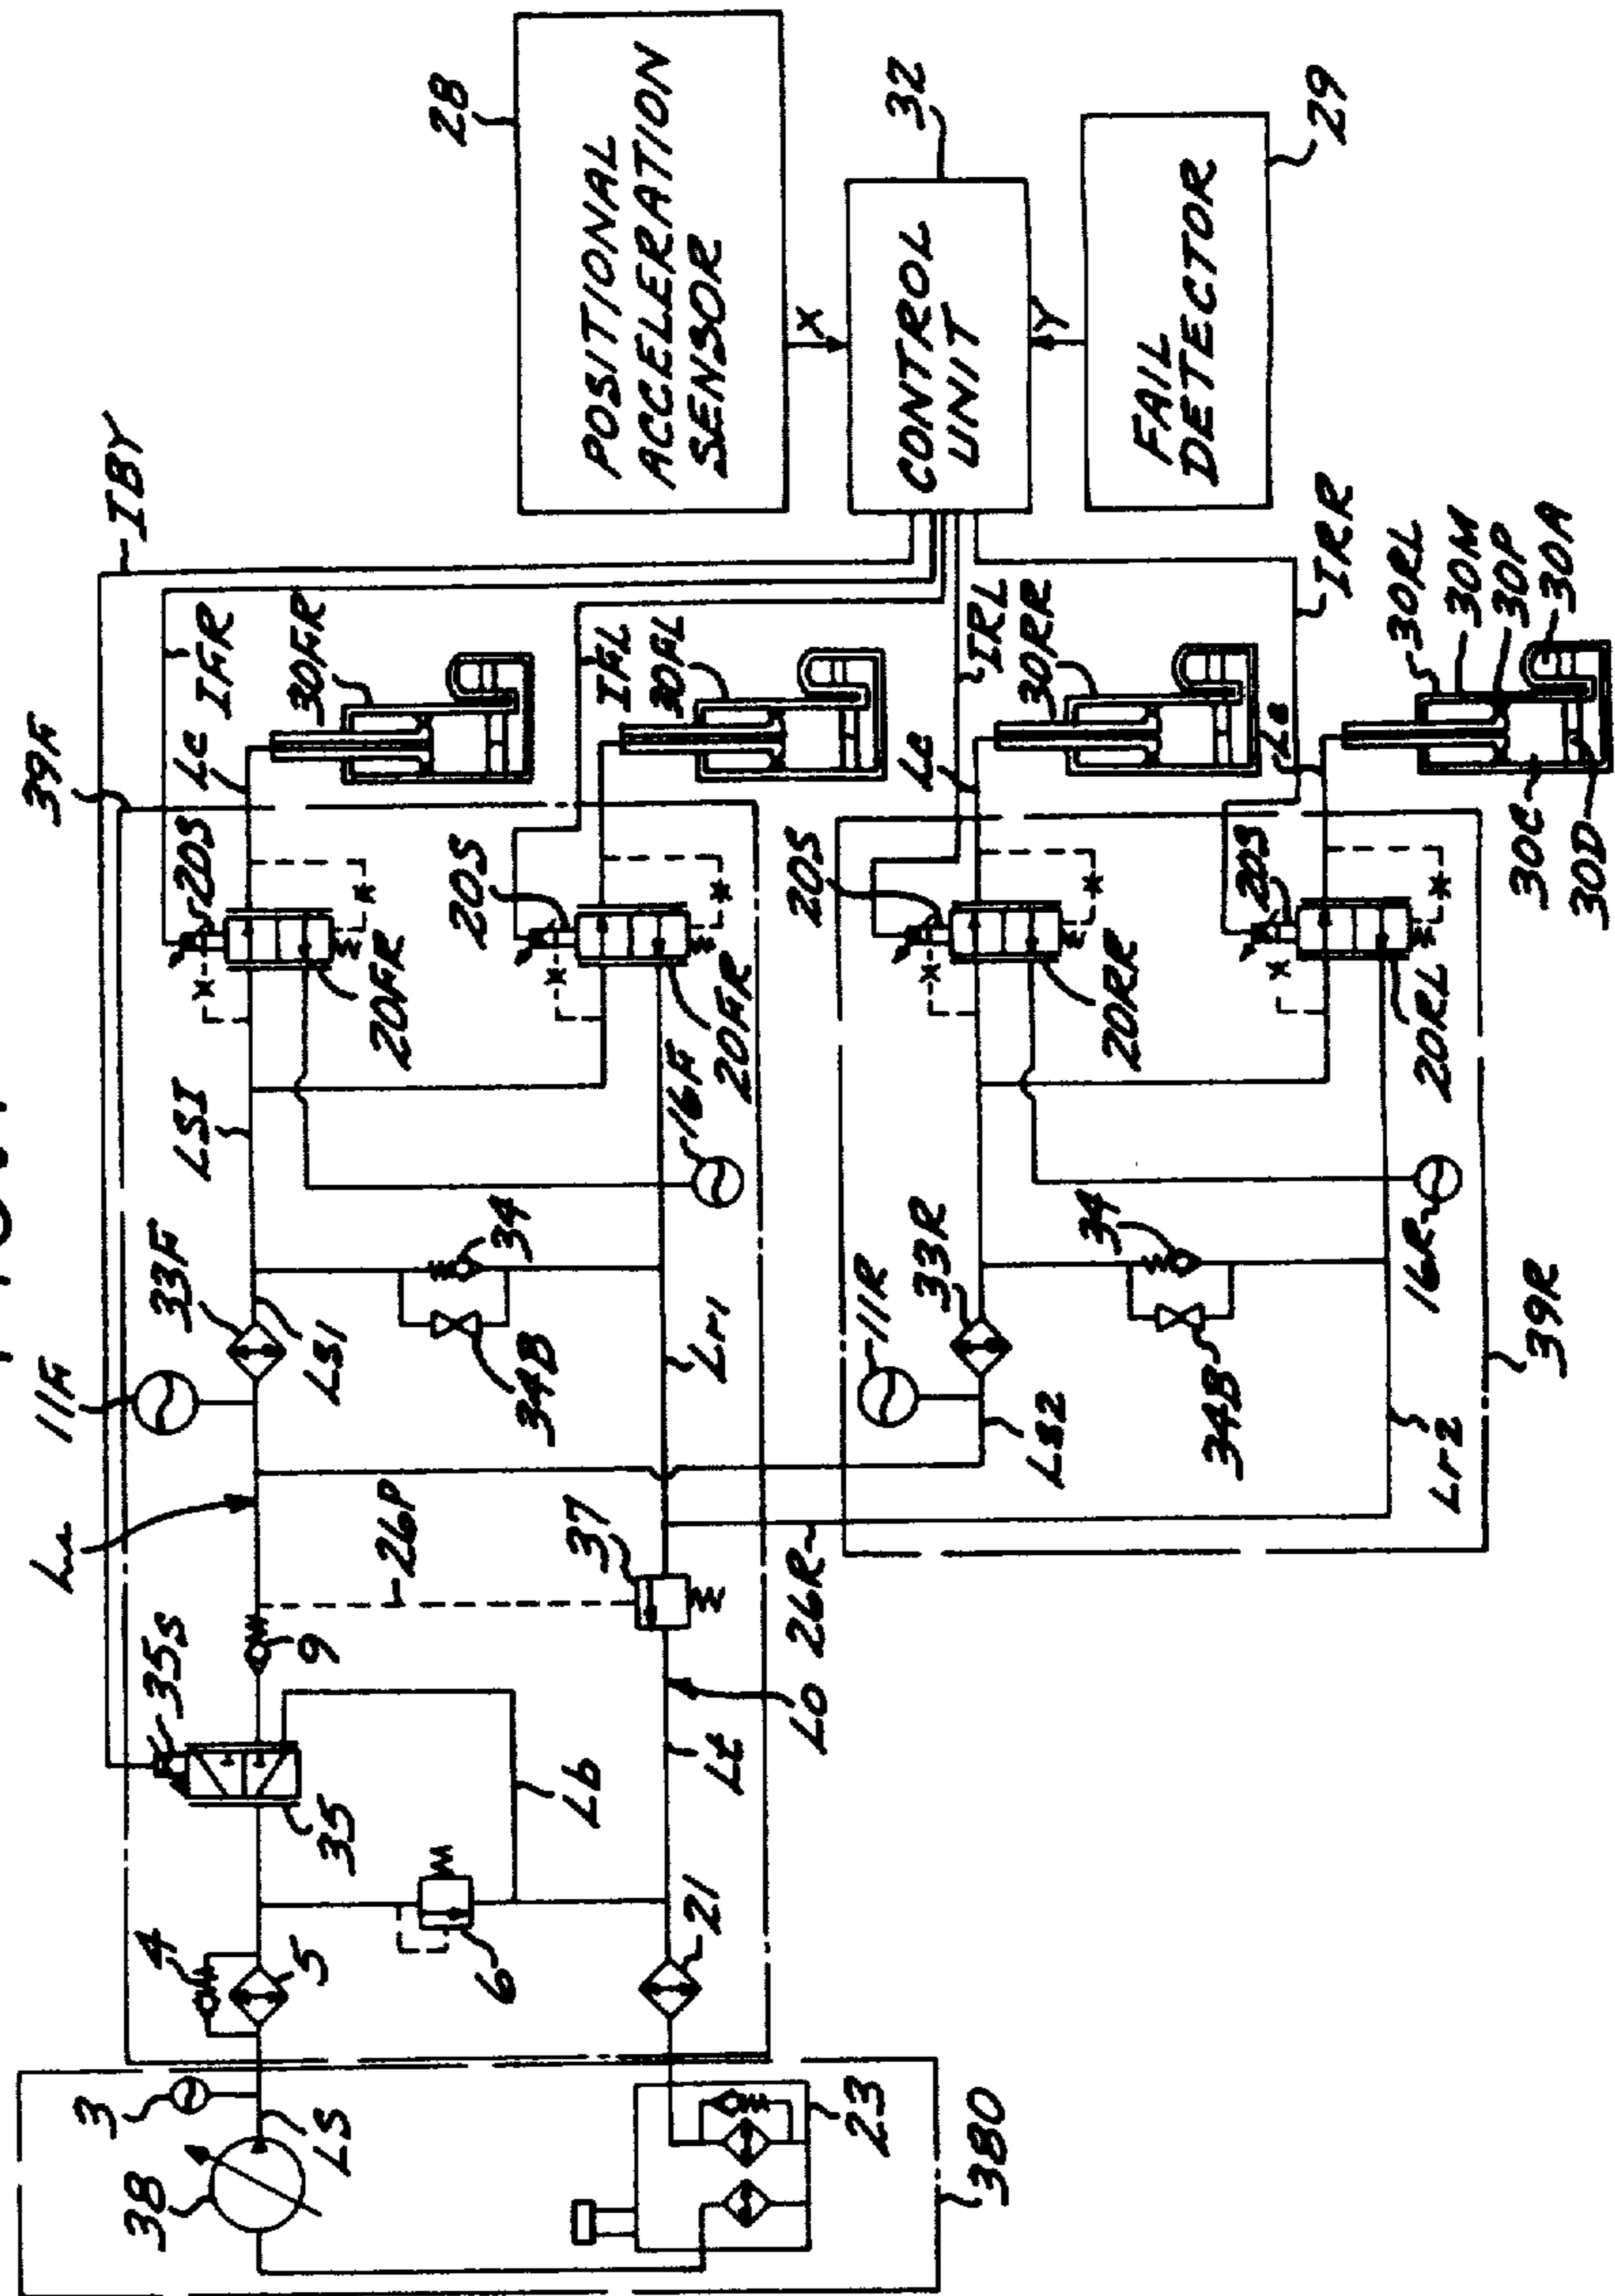 28
POSITIONAL
ACCELERATION
SENSOR
X
32
CONTROL
UNIT
Y
FAIL
DETECTOR
29
IBY
IFR
30FR
IFL
30FL
IRL
30RR
IRR
30RL
30M
30P
30A
30C
30D
39F
Lc
20S
20FR
20S
20FR
Lc
20S
20RR
Lc
20S
20RL
LSI
16F
11F
33F
LS1
34
34B
Lr1
11R
33R
Ls2
34
34B
16R
39R
Lr2
Ls
26P
37
26R
LO
35S
9
35
Lb
Lt
4
5
6
21
3
38
LS
23
380